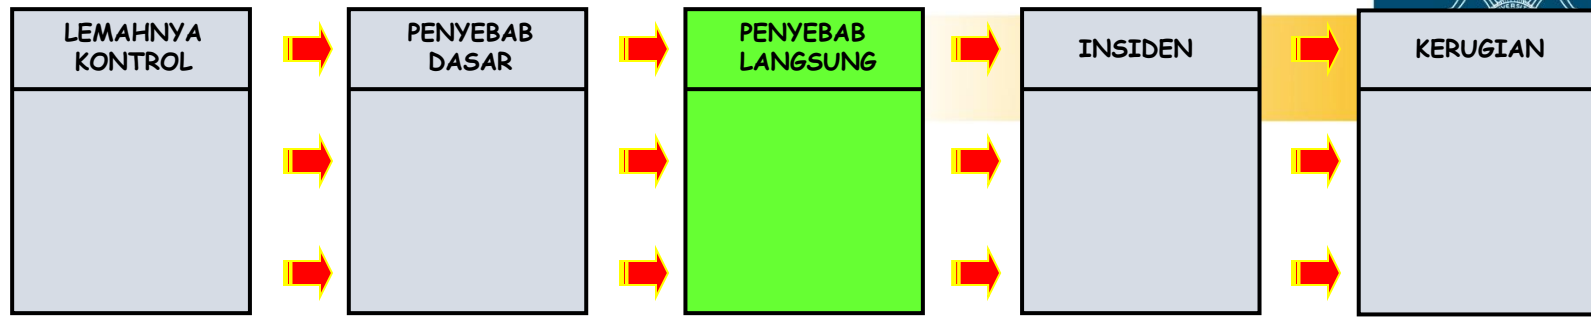 LEMAHNYA
KONTROL
PENYEBAB
DASAR
PENYEBAB
LANGSUNG
INSIDEN
KERUGIAN